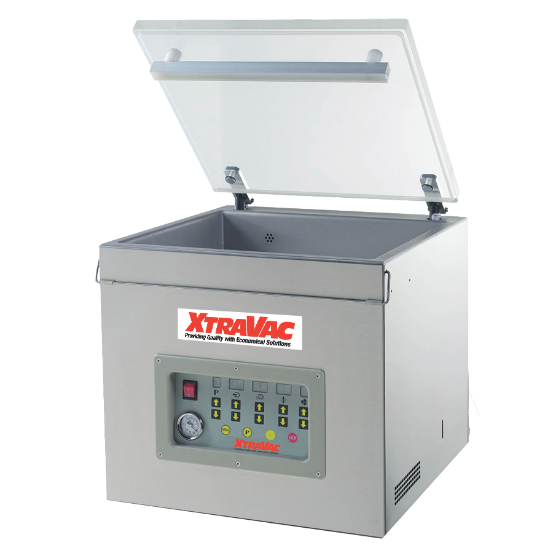 XTRAVAC
Providing Quality with Economical Solutions
P
P
XTRAVAC